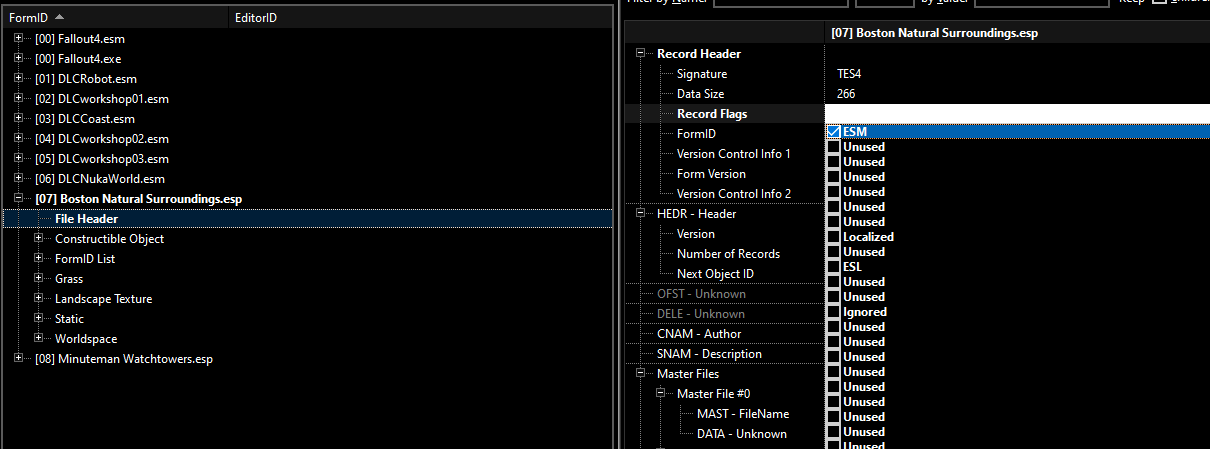 FormID EditorID
[00] Fallout4.esm
[00] Fallout4.exe
[01] DLCRobot.esm
[02] DLCworkshop01.esm
[03] DLCCoast.esm
[04] DLCworkshop02.esm
[05] DLCworkshop03.esm
[06] DLCNukaWorld.esm
[07] Boston Natural Surroundings.esp
File Header
Constructible Object
FormID List
Grass
Landscape Texture
Static
Worldspace
[08] Minuteman Watchtowers.esp
[07] Boston Natural Surroundings.esp
Record Header
Signature TES4
Data Size 266
Record Flags
FormID
Version Control Info 1
Form Version
Version Control Info 2
HEDR - Header
Version
Number of Records
Next Object ID
OFST - Unknown
DELE - Unknown
CNAM - Author
SNAM - Description
Master Files
Master File #0
MAST - FileName
DATA - Unknown
ESM
Unused
Unused
Unused
Unused
Unused
Unused
Localized
Unused
ESL
Unused
Unused
Ignored
Unused
Unused
Unused
Unused
Unused
Unused
Unused
Unused
Unused